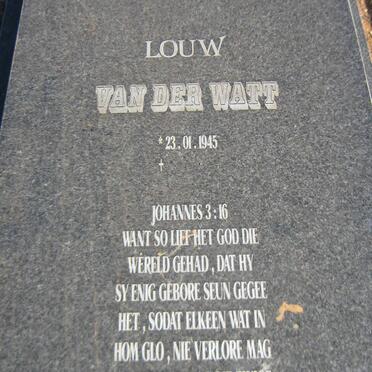 LOUW
VAN DER WATT
* 23.01.1945
†
JOHANNES 3:16
WANT SO LIEF HET GOD DIE
WERELD GEHAD, DAT HY
SY ENIG GEBORE SEUN GEGEE
HET, SODAT ELKEEN WAT IN
HOM GLO, NIE VERLORE MAG